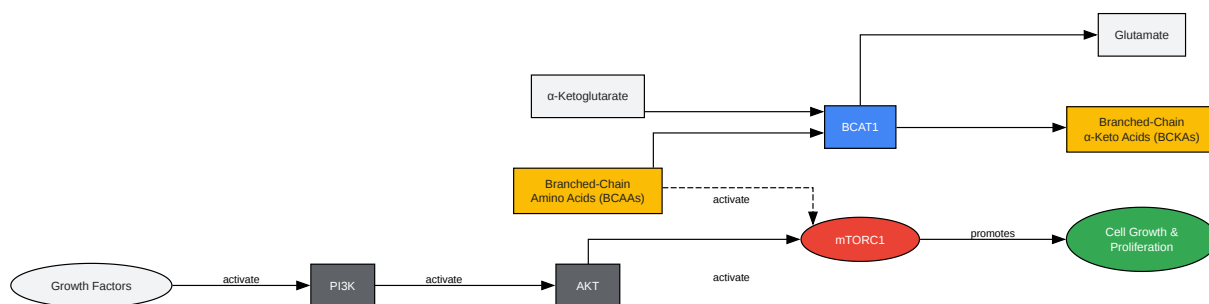 Glutamate
α-Ketoglutarate
BCAT1
Branched-Chain
α-Keto Acids (BCKAs)
Branched-Chain
Amino Acids (BCAAs)
activate
mTORC1
promotes
Cell Growth &
Proliferation
activate
Growth Factors
activate
PI3K
activate
AKT